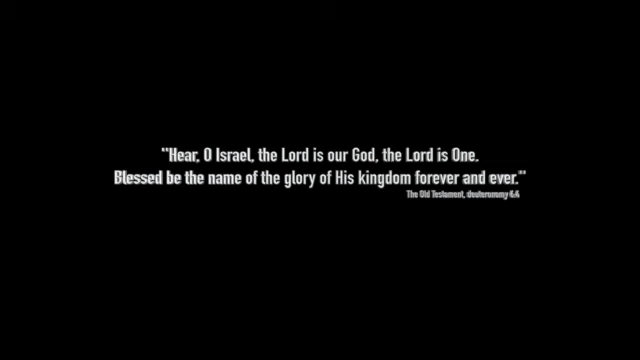 "Hear, O Israel, the Lord is our God, the Lord is One.
Blessed be the name of the glory of His kingdom forever and ever."
The Old Testament, deuteronomy 6:4